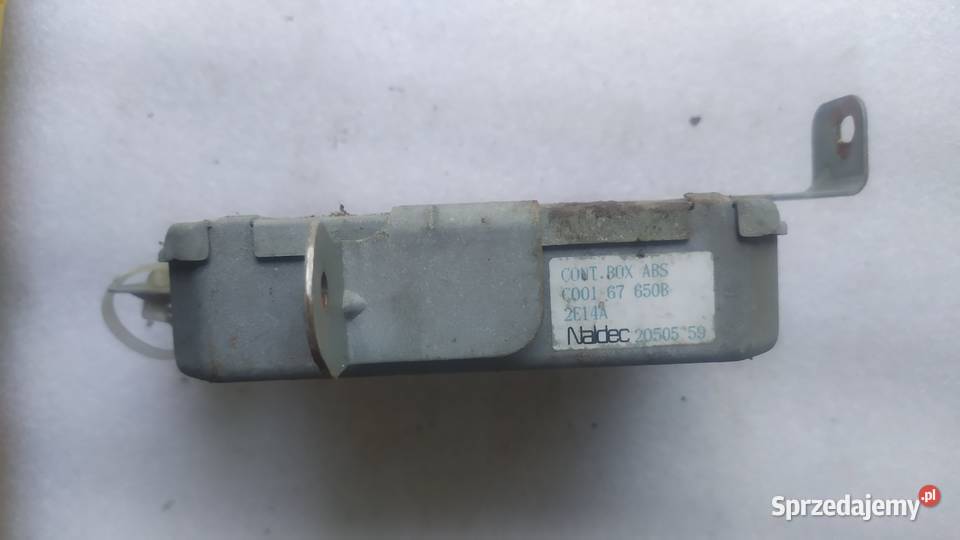 CONT.BOX ABS
C001 67 650B
2E14A
Naldec 20505 59
Sprzedajemy.pl